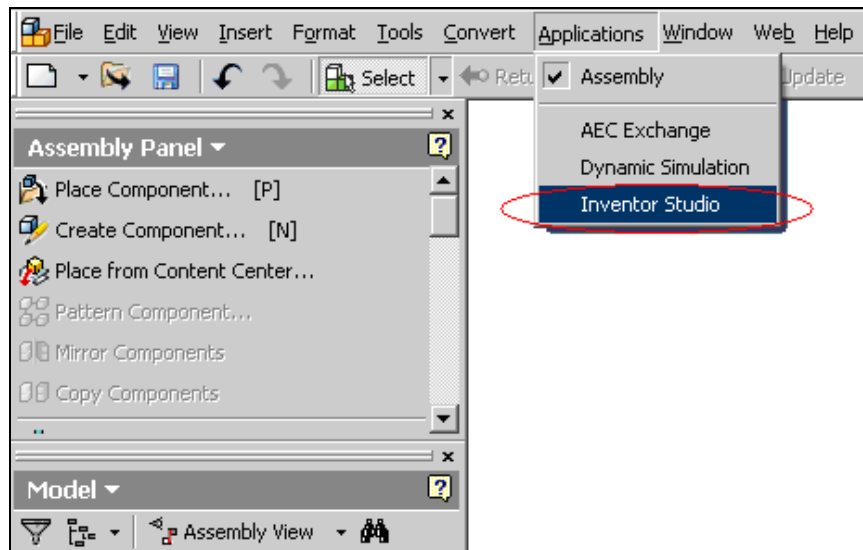 File Edit View Insert Format Tools Convert Applications Window Web Help
Select Retu Update
Assembly
AEC Exchange
Dynamic Simulation
Inventor Studio
Assembly Panel
Place Component... [P]
Create Component... [N]
Place from Content Center...
Pattern Component...
Mirror Components
Copy Components
Model
Assembly View